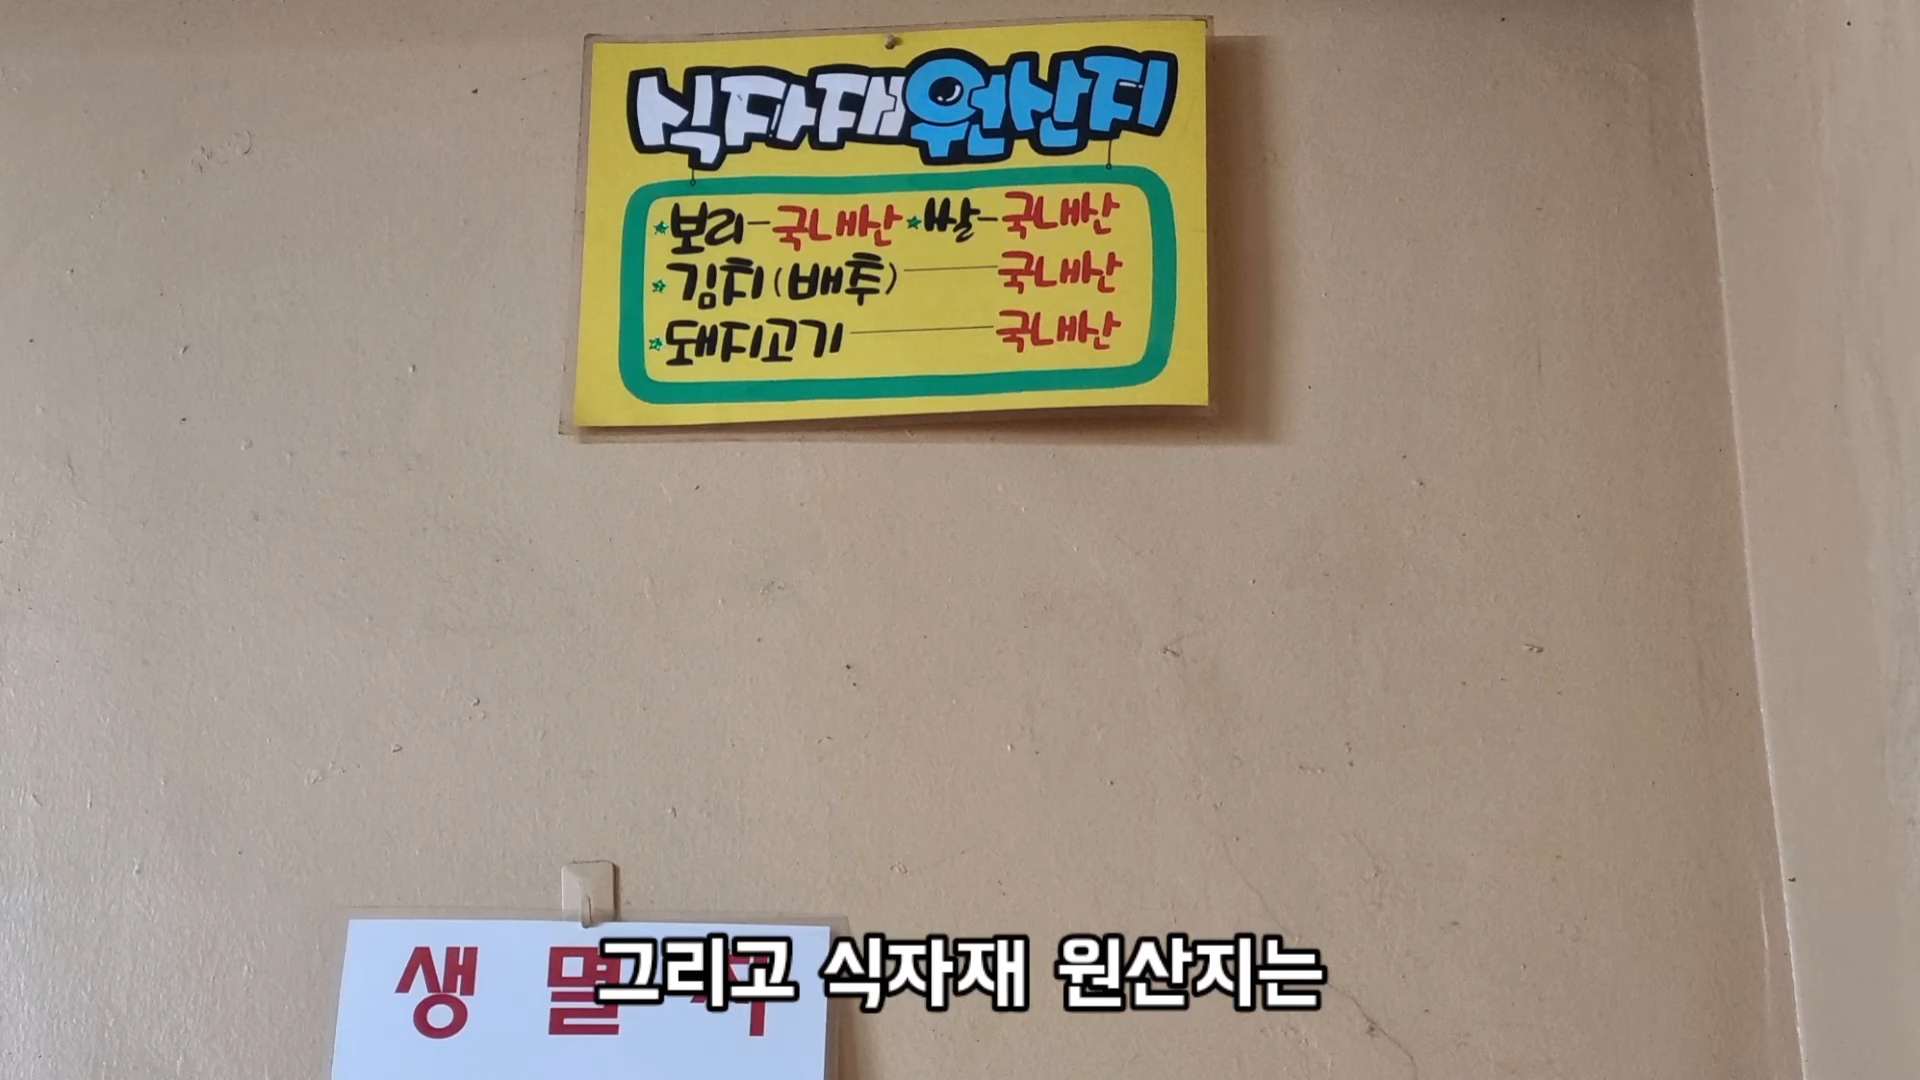 식자재원산지
보리-국내산 쌀-국내산
김치(배추) 국내산
돼지고기 국내산
생
그리고 식자재 원산지는